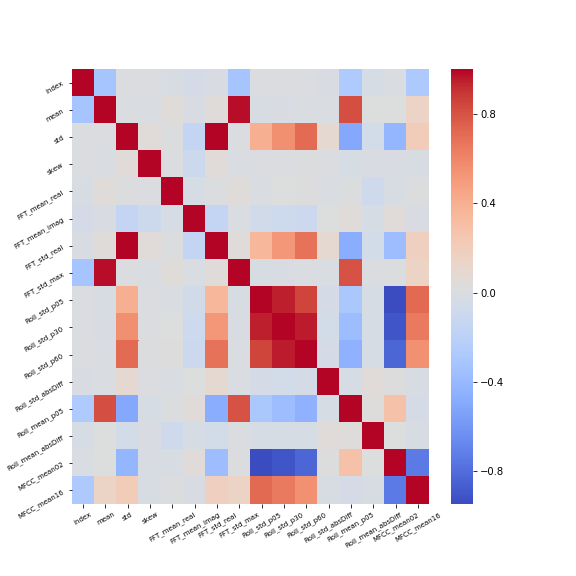 index
mean
std
skew
FFT_mean_real
FFT_mean_imag
FFT_std_real
FFT_std_max
Roll_std_p05
Roll_std_p30
Roll_std_p60
Roll_std_absDiff
Roll_mean_p05
Roll_mean_absDiff
MFCC_mean02
MFCC_mean16
index
mean
std
skew
FFT_mean_real
FFT_mean_imag
FFT_std_real
FFT_std_max
Roll_std_p05
Roll_std_p30
Roll_std_p60
Roll_std_absDiff
Roll_mean_p05
Roll_mean_absDiff
MFCC_mean02
MFCC_mean16
0.8
0.4
0.0
−0.4
−0.8